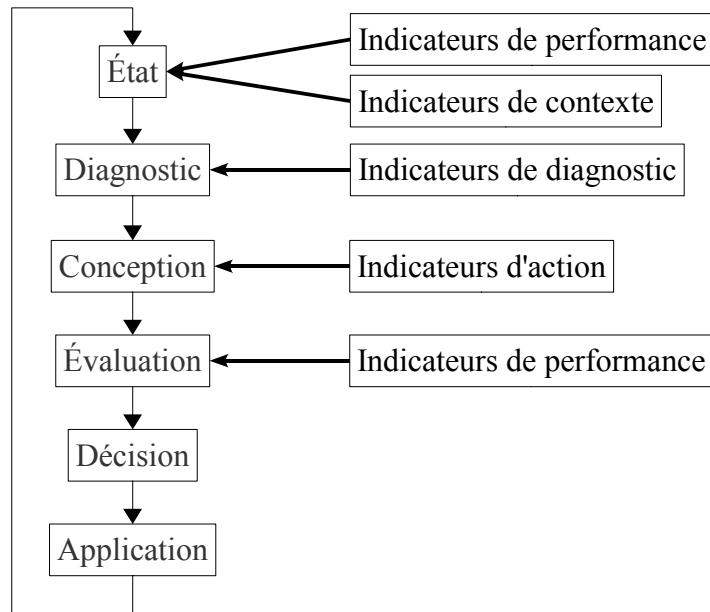 Indicateurs de performance
État
Indicateurs de contexte
Diagnostic
Indicateurs de diagnostic
Conception
Indicateurs d'action
Évaluation
Indicateurs de performance
Décision
Application